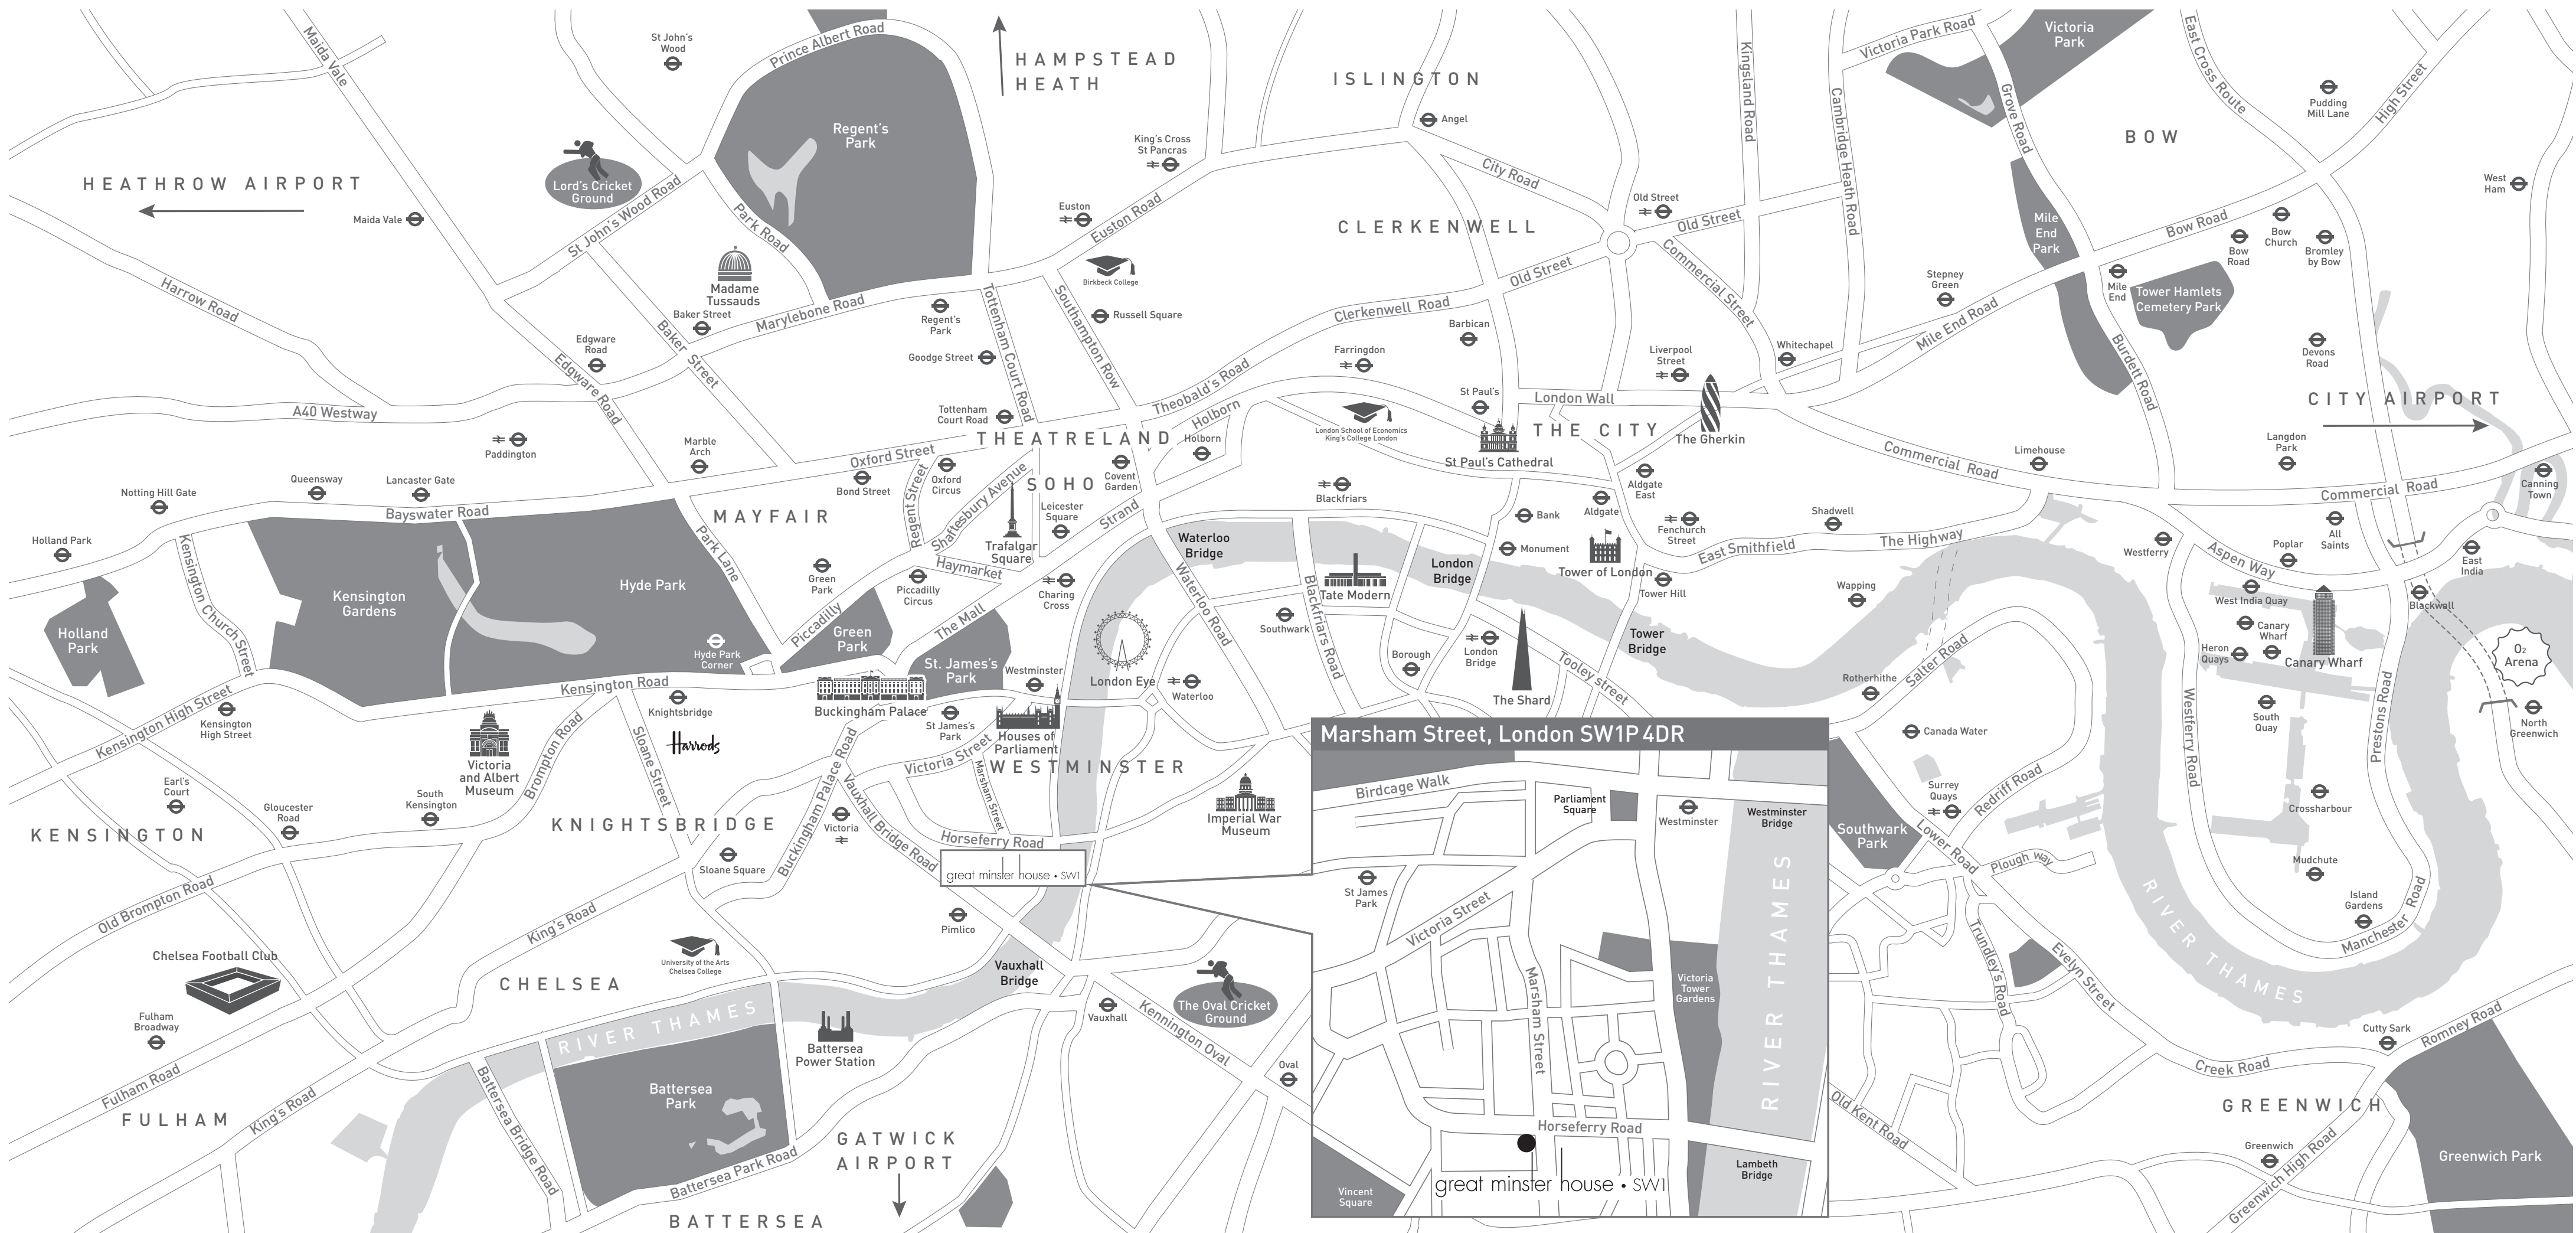 Maida Vale
St John's
Wood
Prince Albert Road
HAMPSTEAD
HEATH
ISLINGTON
Kingsland Road
Cambridge Heath Road
Victoria Park Road
Victoria
Park
Grove Road
East Cross Route
High Street
Pudding
Mill Lane
BOW
Regent's
Park
Angel
King's Cross
St Pancras
City Road
HEATHROW AIRPORT
Lord's Cricket
Ground
Maida Vale
St John's Wood Road
Park Road
Euston
Euston Road
CLERKENWELL
Old Street
Old Street
Commercial Street
Mile
End
Park
Bow Road
West
Ham
Bow
Church
Bow
Road
Bromley
by Bow
Harrow Road
Madame
Tussauds
Baker Street
Marylebone Road
Birkbeck College
Tottenham Court Road
Southampton Row
Regent's
Park
Russell Square
Old Street
Clerkenwell Road
Barbican
Stepney
Green
Mile End Road
Mile
End
Tower Hamlets
Cemetery Park
Edgware
Road
Edgware Road
Baker Street
Goodge Street
Farringdon
Liverpool
Street
Whitechapel
Burdett Road
Devons
Road
A40 Westway
Paddington
Tottenham
Court Road
Theobald's Road
Holborn
St Paul's
London Wall
CITY AIRPORT
London School of Economics
King's College London
THEATRELAND
Holborn
THE CITY
The Gherkin
Marble
Arch
Oxford Street
St Paul's Cathedral
Commercial Road
Limehouse
Langdon
Park
Notting Hill Gate
Queensway
Lancaster Gate
Bayswater Road
Bond Street
Regent Street
Oxford
Circus
Shaftesbury Avenue
SOHO
Covent
Garden
Blackfriars
Aldgate
East
Commercial Road
Canning
Town
MAYFAIR
Leicester
Square
Strand
Bank
Aldgate
Fenchurch
Street
Shadwell
All
Saints
Holland Park
Kensington Church Street
Park Lane
Trafalgar
Square
Waterloo
Bridge
Monument
East Smithfield
The Highway
Westferry
Aspen Way
Poplar
East
India
Kensington
Gardens
Hyde Park
Green
Park
Piccadilly
Circus
Haymarket
Charing
Cross
Waterloo Road
Blackfriars Road
Tate Modern
London
Bridge
Tower of London
Tower Hill
Wapping
West India Quay
Blackwall
Holland
Park
Hyde Park
Corner
Piccadilly
Green
Park
The Mall
St. James's
Park
Southwark
Borough
London
Bridge
Tooley street
Tower
Bridge
Salter Road
Canary
Wharf
Heron
Quays
Canary Wharf
O2
Arena
Kensington High Street
Kensington
High Street
Kensington Road
Knightsbridge
Buckingham Palace
Westminster
London Eye
Waterloo
The Shard
Rotherhithe
Westferry Road
South
Quay
Prestons Road
North
Greenwich
Victoria
and Albert
Museum
Brompton Road
Sloane Street
Harrods
Buckingham Palace Road
St James's
Park
Houses of
Parliament
Victoria Street
WESTMINSTER
Marsham Street
Canada Water
Earl's
Court
Gloucester
Road
South
Kensington
Vauxhall Bridge Road
Imperial War
Museum
Surrey
Quays
Redriff Road
Crossharbour
KENSINGTON
KNIGHTSBRIDGE
Sloane Square
Victoria
Horseferry Road
great minster house • SW1
Southwark
Park
Lower Road
Plough way
Mudchute
Old Brompton Road
King's Road
Pimlico
Island
Gardens
Manchester Road
RIVER THAMES
Chelsea Football Club
University of the Arts
Chelsea College
CHELSEA
Vauxhall
Bridge
The Oval Cricket
Ground
Trundley's Road
Evelyn Street
Fulham
Broadway
RIVER THAMES
Battersea
Power Station
Vauxhall
Kennington Oval
Oval
Cutty Sark
Romney Road
Creek Road
Fulham Road
FULHAM
King's Road
Battersea Bridge Road
Battersea
Park
Battersea Park Road
GATWICK
AIRPORT
BATTERSEA
Old Kent Road
GREENWICH
Greenwich
Greenwich High Road
Greenwich Park
Marsham Street, London SW1P 4DR
Birdcage Walk
Parliament
Square
Westminster
Westminster
Bridge
St James
Park
Victoria Street
Marsham Street
Victoria
Tower
Gardens
RIVER THAMES
Horseferry Road
Lambeth
Bridge
great minster house • SW1
Vincent
Square